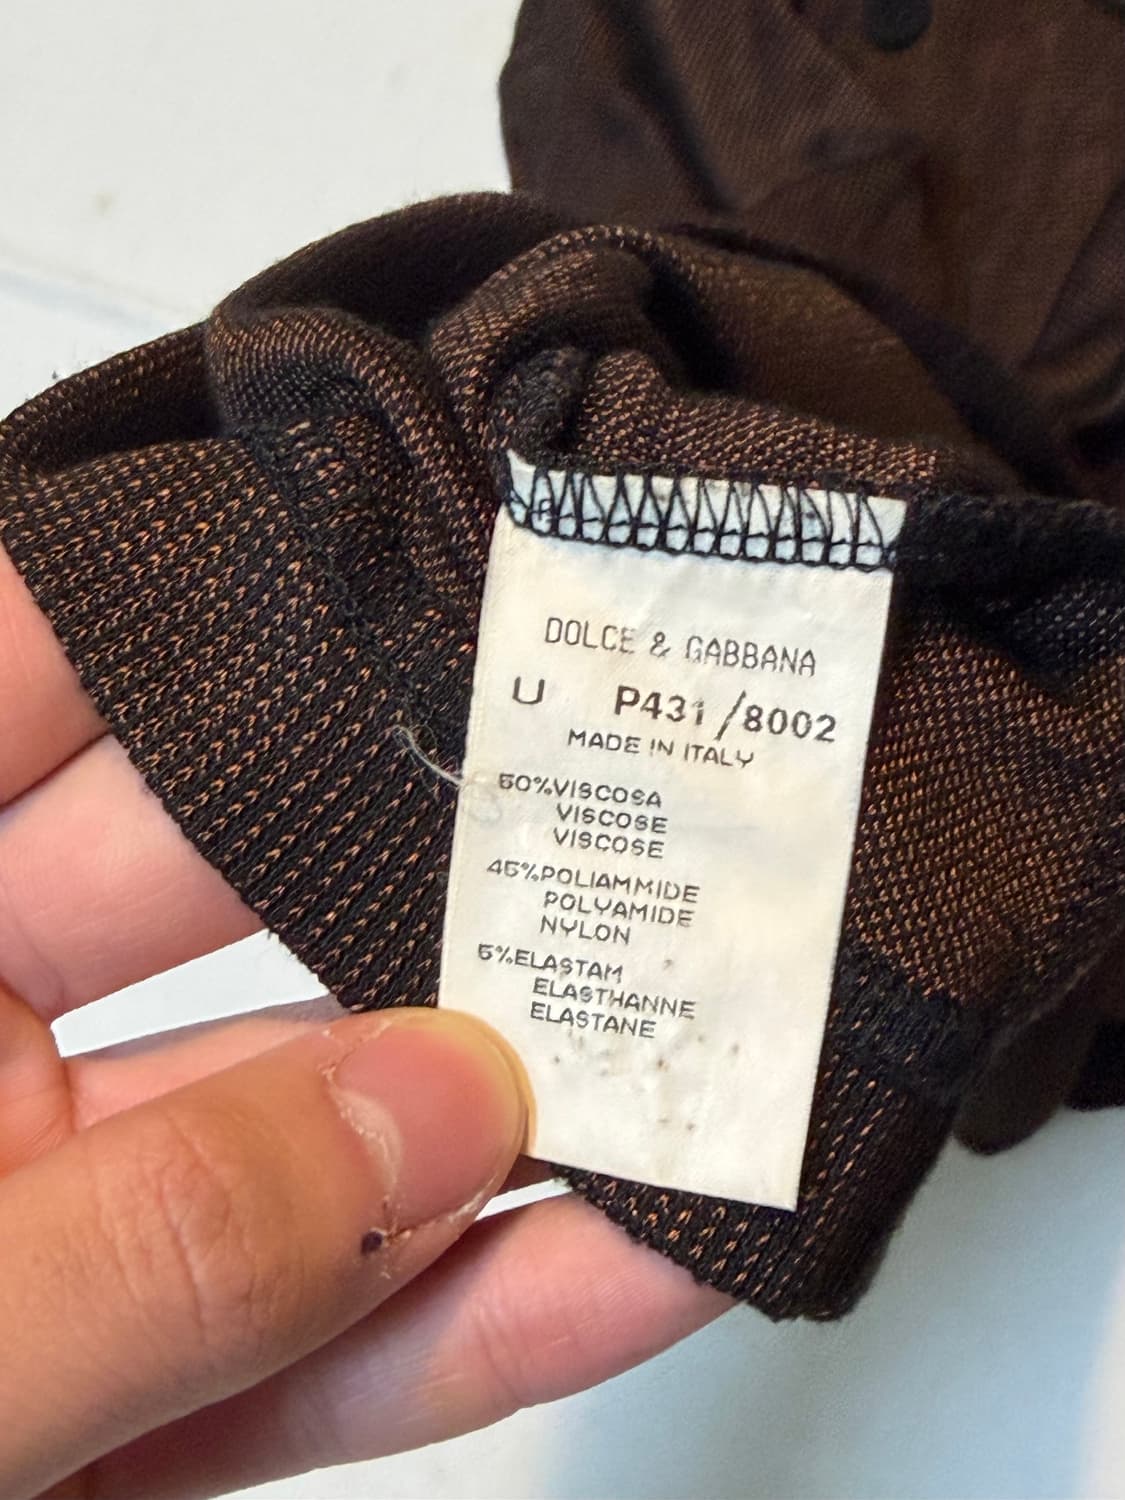 DOLCE & GABBANA
U P431/8002
MADE IN ITALY
50%VISCOSA
VISCOSE
VISCOSE
45%POLIAMMIDE
POLYAMIDE
NYLON
5%ELASTAM
ELASTHANNE
ELASTANE